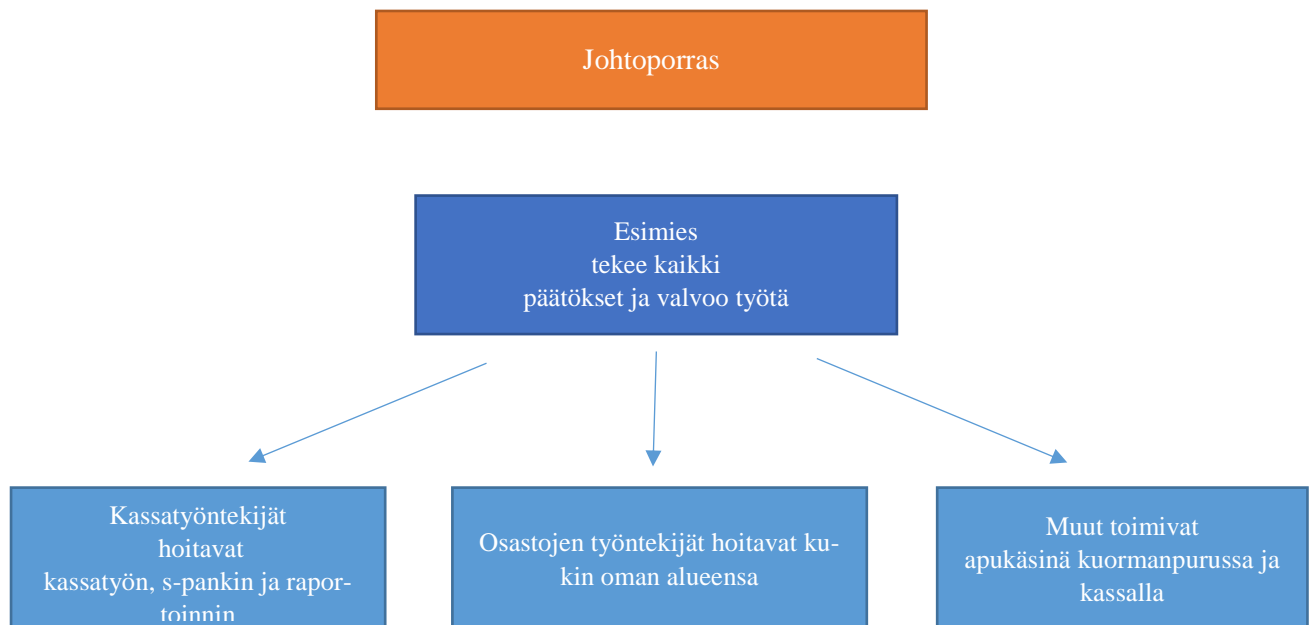 Johtoporras
Esimies
tekee kaikki
päätökset ja valvoo työtä
Kassatyöntekijät
hoitavat
kassatyön, s-pankin ja rapor-
toinnin
Osastojen työntekijät hoitavat ku-
kin oman alueensa
Muut toimivat
apukäsinä kuormanpurussa ja
kassalla